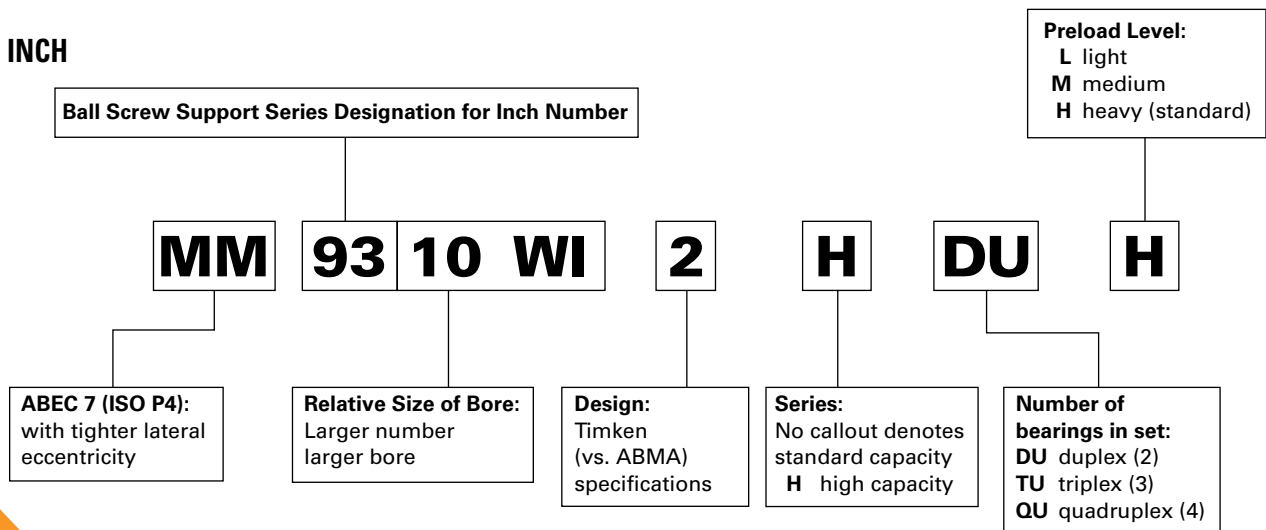 INCH
Preload Level:
L light
M medium
H heavy (standard)
Ball Screw Support Series Designation for Inch Number
MM 93 10 WI 2 H DU H
ABEC 7 (ISO P4):
with tighter lateral
eccentricity
Relative Size of Bore:
Larger number
larger bore
Design:
Timken
(vs. ABMA)
specifications
Series:
No callout denotes
standard capacity
H high capacity
Number of
bearings in set:
DU duplex (2)
TU triplex (3)
QU quadruplex (4)